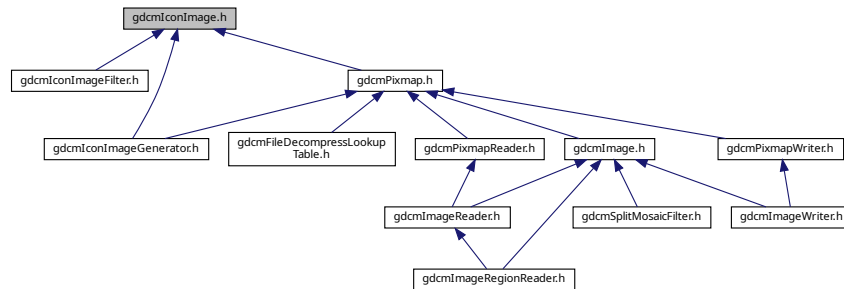 gdcmIconImage.h
gdcmIconImageFilter.h
gdcmPixmap.h
gdcmIconImageGenerator.h
gdcmFileDecompressLookup
Table.h
gdcmPixmapReader.h
gdcmImage.h
gdcmPixmapWriter.h
gdcmImageReader.h
gdcmSplitMosaicFilter.h
gdcmImageWriter.h
gdcmImageRegionReader.h